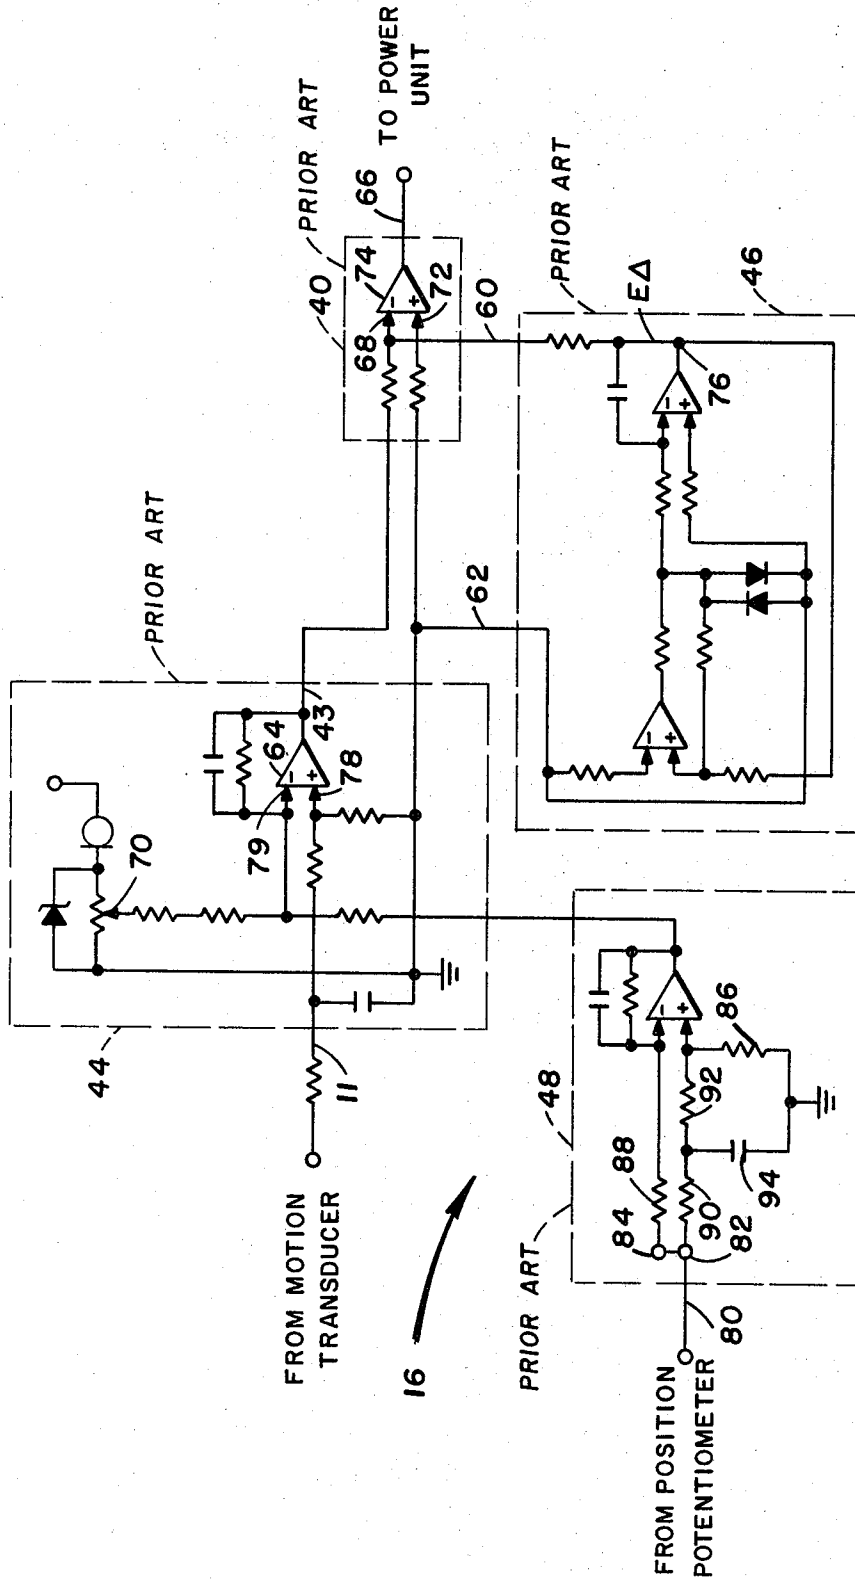 PRIOR ART
44
70
64
79
43
78
11
FROM MOTION
TRANSDUCER
16
PRIOR ART
40
74
68
72
66
TO POWER
UNIT
60
62
PRIOR ART
46
EΔ
76
PRIOR ART
48
84
88
90
82
92
86
94
80
FROM POSITION
POTENTIOMETER